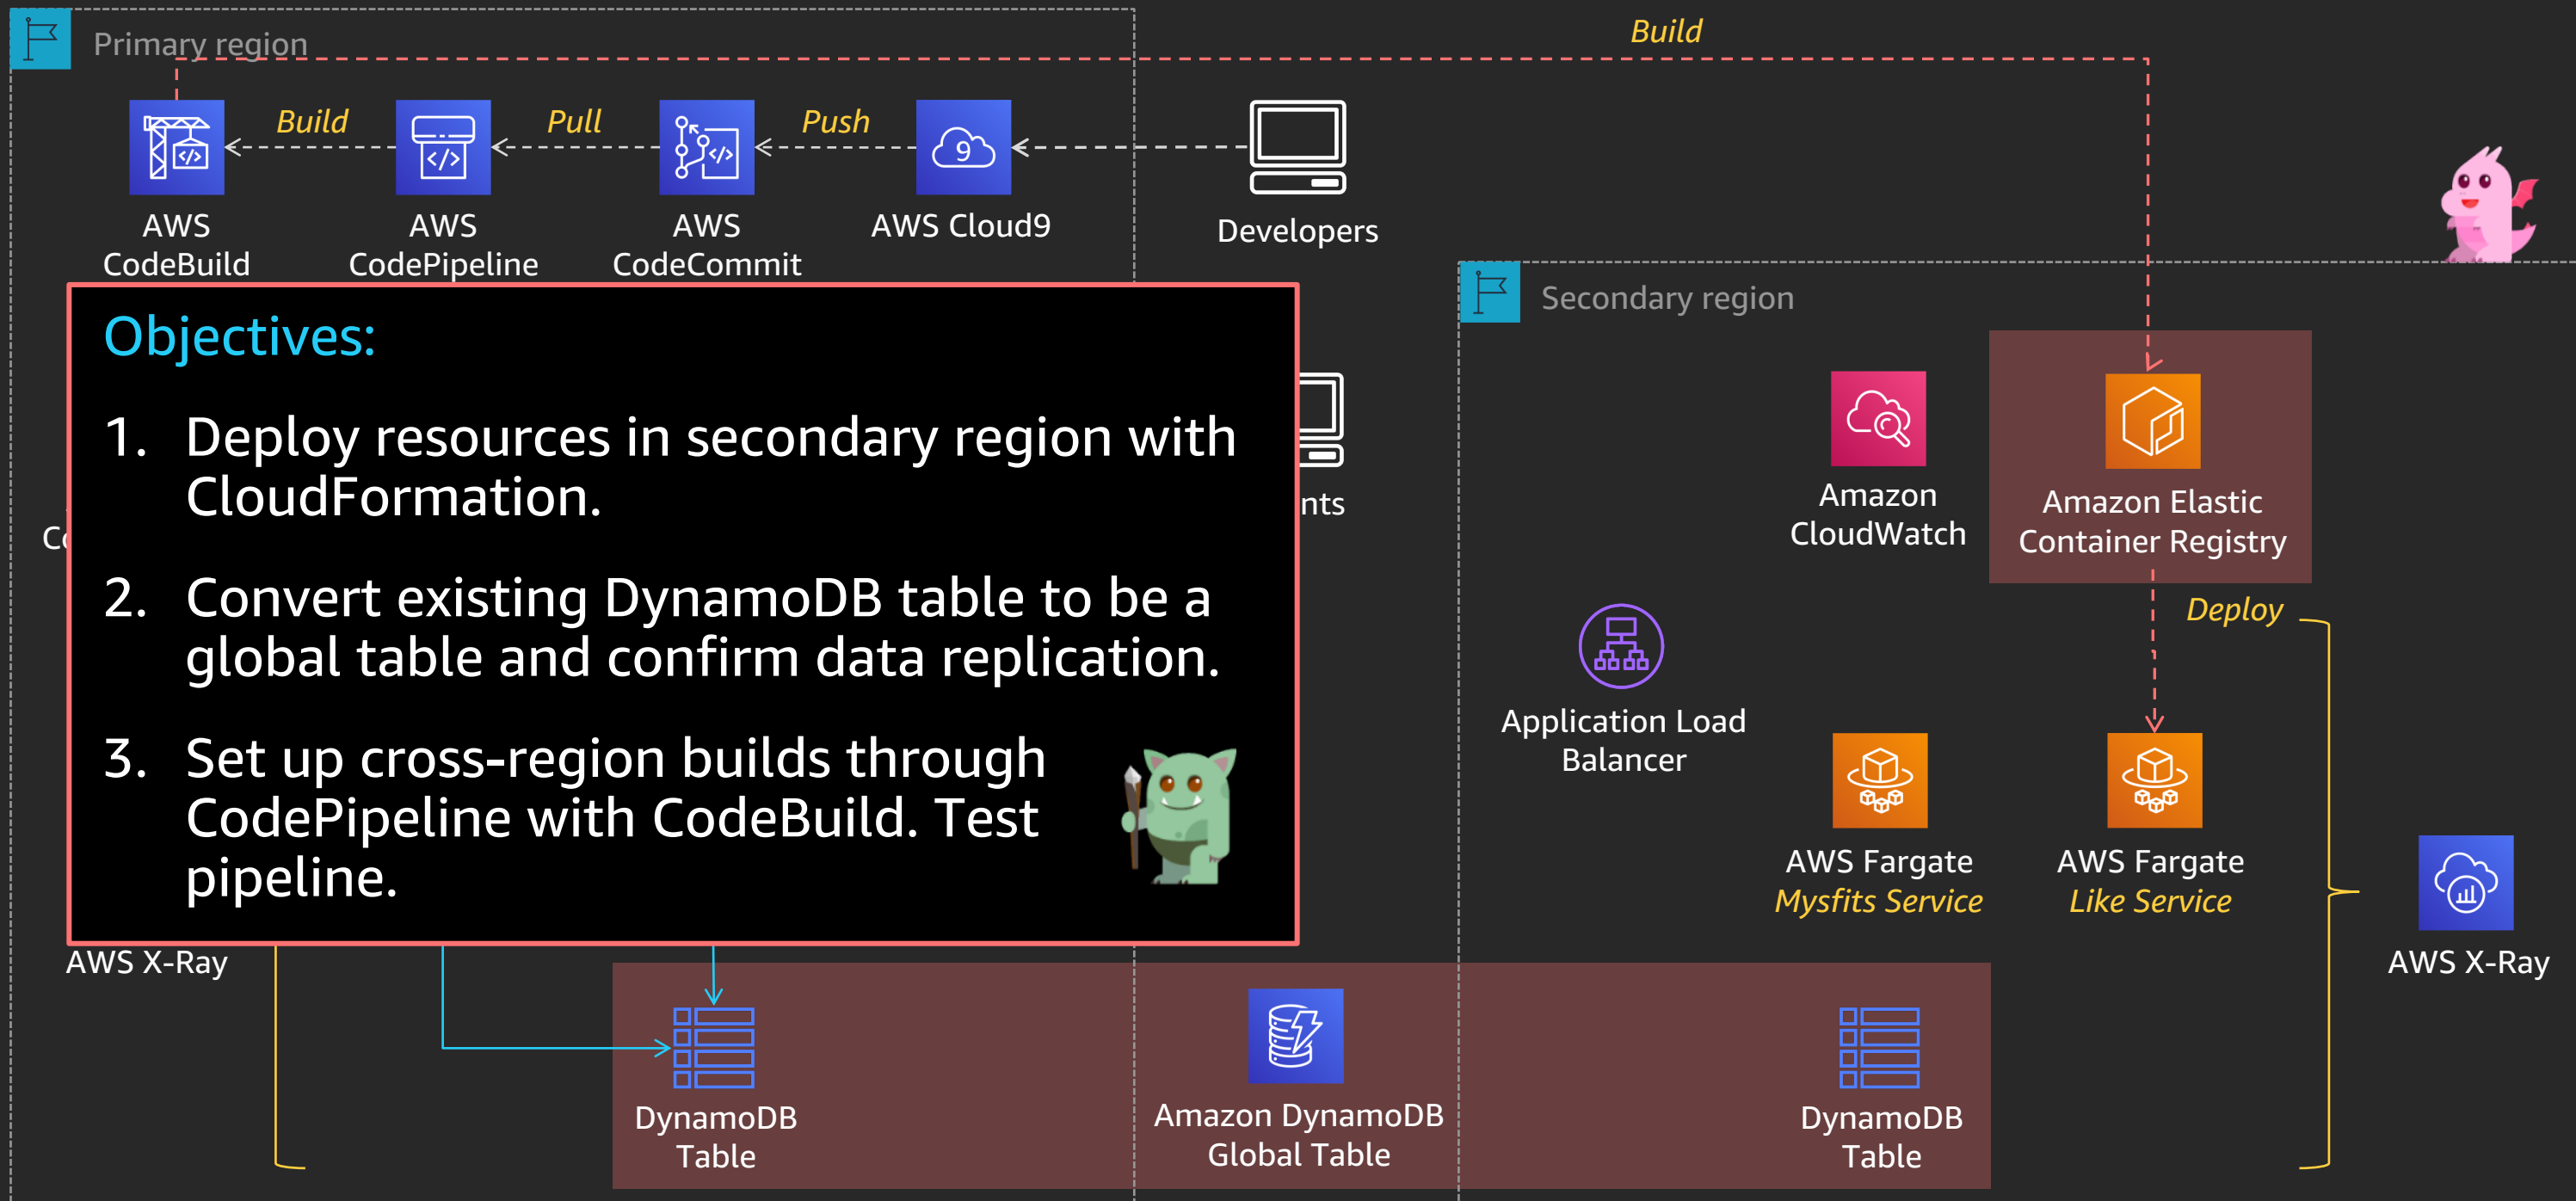 Primary region
Build
Build
Pull
Push
9
AWS
CodeBuild
AWS
CodePipeline
AWS
CodeCommit
AWS Cloud9
Developers
Secondary region
Objectives:
1. Deploy resources in secondary region with
CloudFormation.
2. Convert existing DynamoDB table to be a
global table and confirm data replication.
3. Set up cross-region builds through
CodePipeline with CodeBuild. Test
pipeline.
Amazon
CloudWatch
Amazon Elastic
Container Registry
Deploy
Application Load
Balancer
AWS Fargate
Mysfits Service
AWS Fargate
Like Service
AWS X-Ray
AWS X-Ray
DynamoDB
Table
Amazon DynamoDB
Global Table
DynamoDB
Table